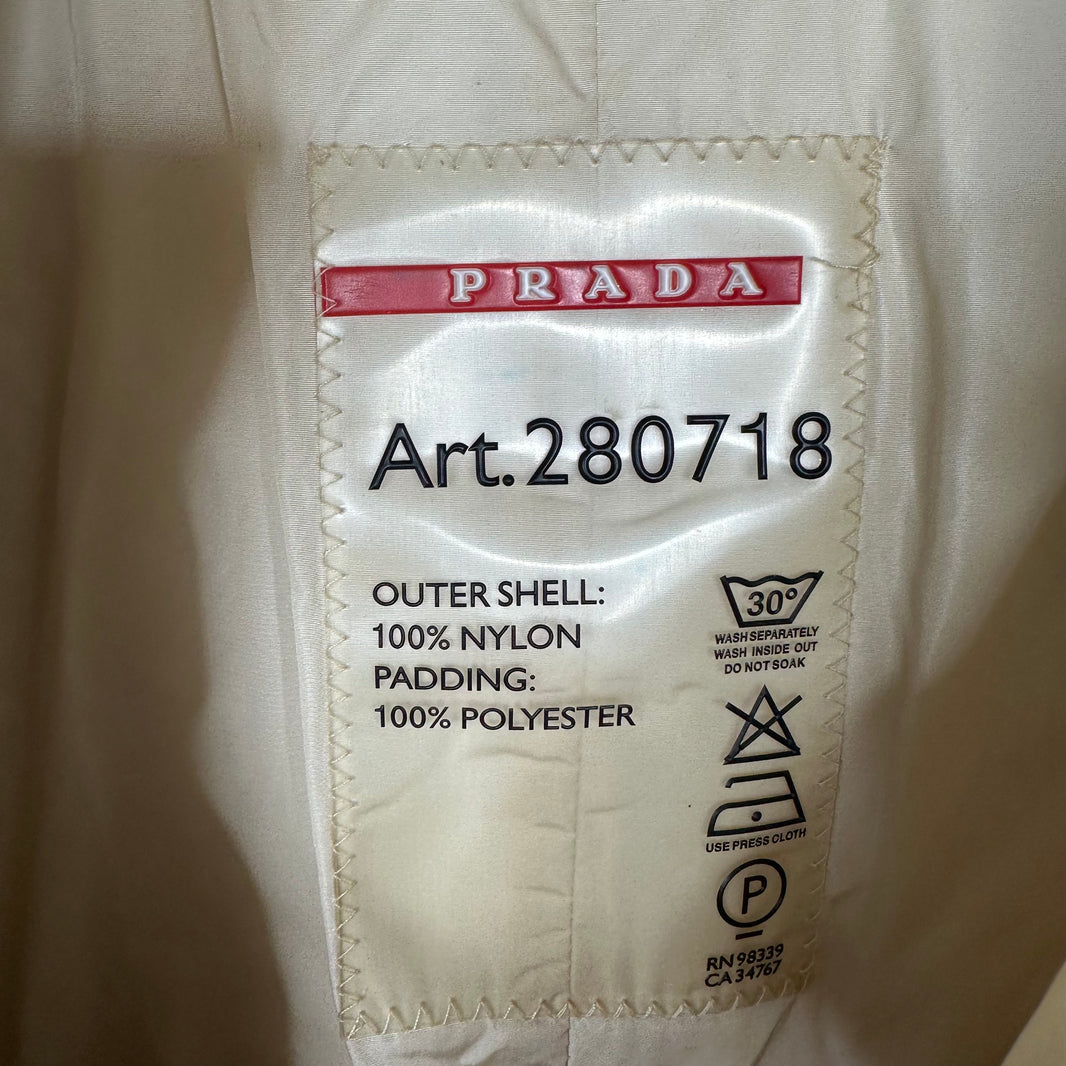 PRADA
Art.280718
OUTER SHELL:
100% NYLON
PADDING:
100% POLYESTER
30°
WASH SEPARATELY
WASH INSIDE OUT
DO NOT SOAK
USE PRESS CLOTH
P
RN 98339
CA 34767